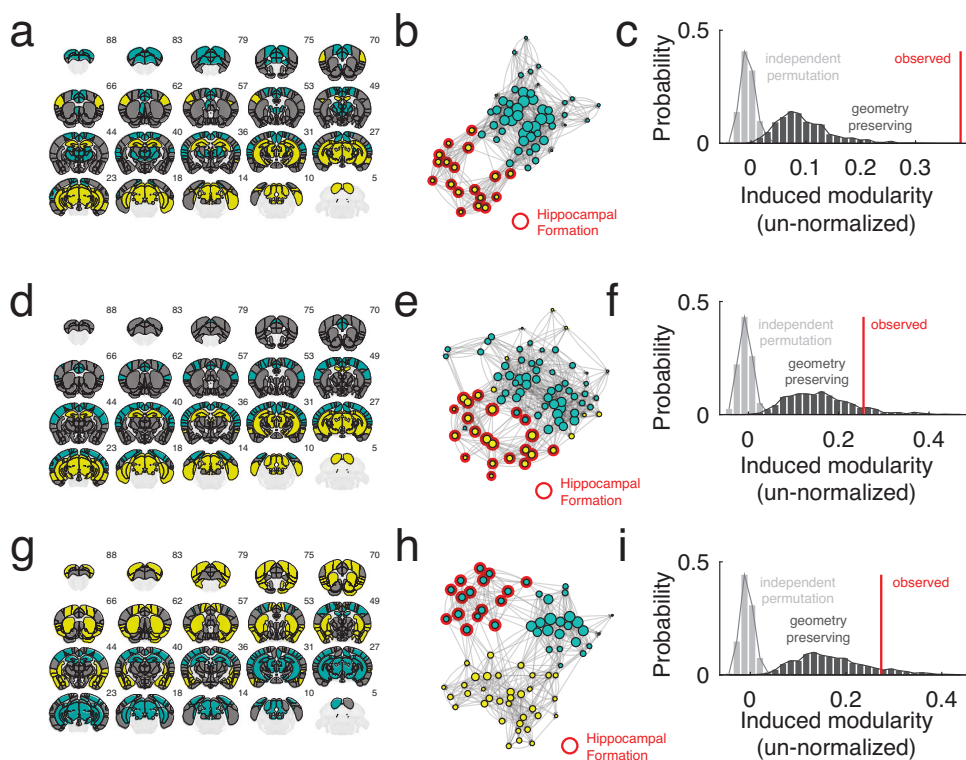 a
88 83 79 75 70
66 62 57 53 49
44 40 36 31 27
23 18 14 10 5
b
Hippocampal
Formation
c
Probability
0.5
0
independent
permutation
observed
geometry
preserving
0 0.1 0.3
Induced modularity
(un-normalized)
d
88 83 79 75 70
66 62 57 53 49
44 40 36 31 27
23 18 14 10 5
e
Hippocampal
Formation
f
Probability
0.5
0
independent
permutation
observed
geometry
preserving
0 0.2 0.4
Induced modularity
(un-normalized)
g
88 83 79 75 70
66 62 57 53 49
44 40 36 31 27
23 18 14 10 5
h
Hippocampal
Formation
i
Probability
0.5
0
independent
permutation
observed
geometry
preserving
0 0.2 0.4
Induced modularity
(un-normalized)